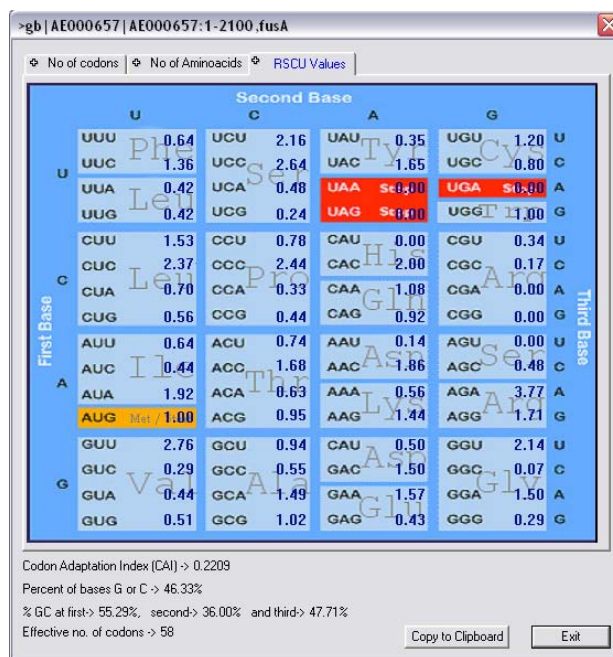 >gb|AE000657|AE000657:1-2100,fusA
No of codons No of Aminoacids RSCU Values
Second Base
U C A G
UUU 0.64 UCU 2.16 UAU 0.35 UGU 1.20 U
UUC 1.36 UCC 2.64 UAC 1.65 UGC 0.80 C
UUA 0.42 UCA 0.48 UAA 0.00 UGA 0.00 A
UUG 0.42 UCG 0.24 UAG 0.00 UGG 1.00 G
U Phe Leu Ser Tyr Cys Trp
CUU 1.53 CCU 0.78 CAU 0.00 CGU 0.34 U
CUC 2.37 CCC 2.44 CAC 2.00 CGC 0.17 C
CUA 0.70 CCA 0.33 CAA 1.08 CGA 0.00 A
CUG 0.56 CCG 0.44 CAG 0.92 CGG 0.00 G
C Leu Pro His Gln Arg
First Base
Third Base
AUU 0.64 ACU 0.74 AAU 0.14 AGU 0.00 U
AUC 0.44 ACC 1.68 AAC 1.86 AGC 0.48 C
AUA 1.92 ACA 0.63 AAA 0.56 AGA 3.77 A
AUG Met / 1.00 ACG 0.95 AAG 1.44 AGG 1.71 G
A Ile Thr Asn Lys Ser Arg
GUU 2.76 GCU 0.94 CAU 0.50 GGU 2.14 U
GUC 0.29 GCC 0.55 GAC 1.50 GGC 0.07 C
GUA 0.44 GCA 1.49 GAA 1.57 GGA 1.50 A
GUG 0.51 GCG 1.02 GAG 0.43 GGG 0.29 G
G Val Ala Asp Glu Gly
Codon Adaptation Index (CAI) -> 0.2209
Percent of bases G or C -> 46.33%
% GC at first-> 55.29%, second-> 36.00% and third-> 47.71%
Effective no. of codons -> 58
Copy to Clipboard Exit